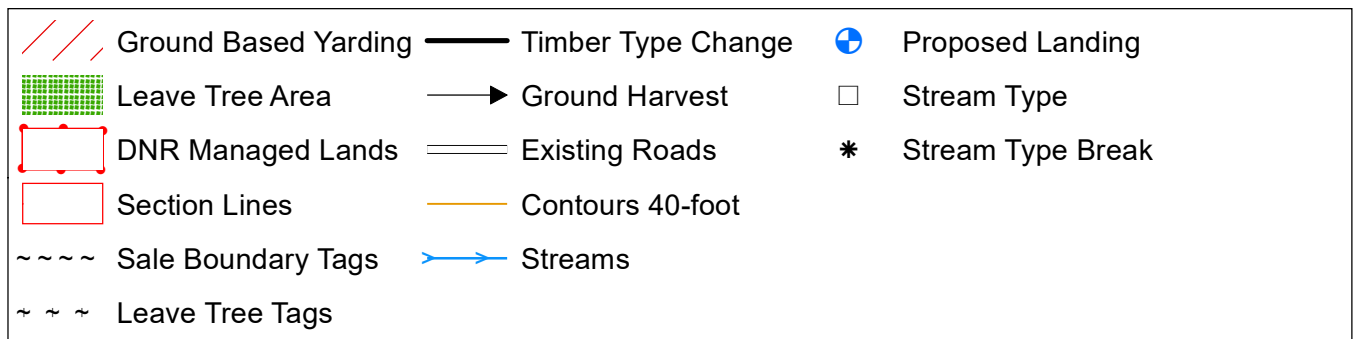 Ground Based Yarding Timber Type Change Proposed Landing
Leave Tree Area Ground Harvest Stream Type
DNR Managed Lands Existing Roads Stream Type Break
Section Lines Contours 40-foot
Sale Boundary Tags Streams
Leave Tree Tags